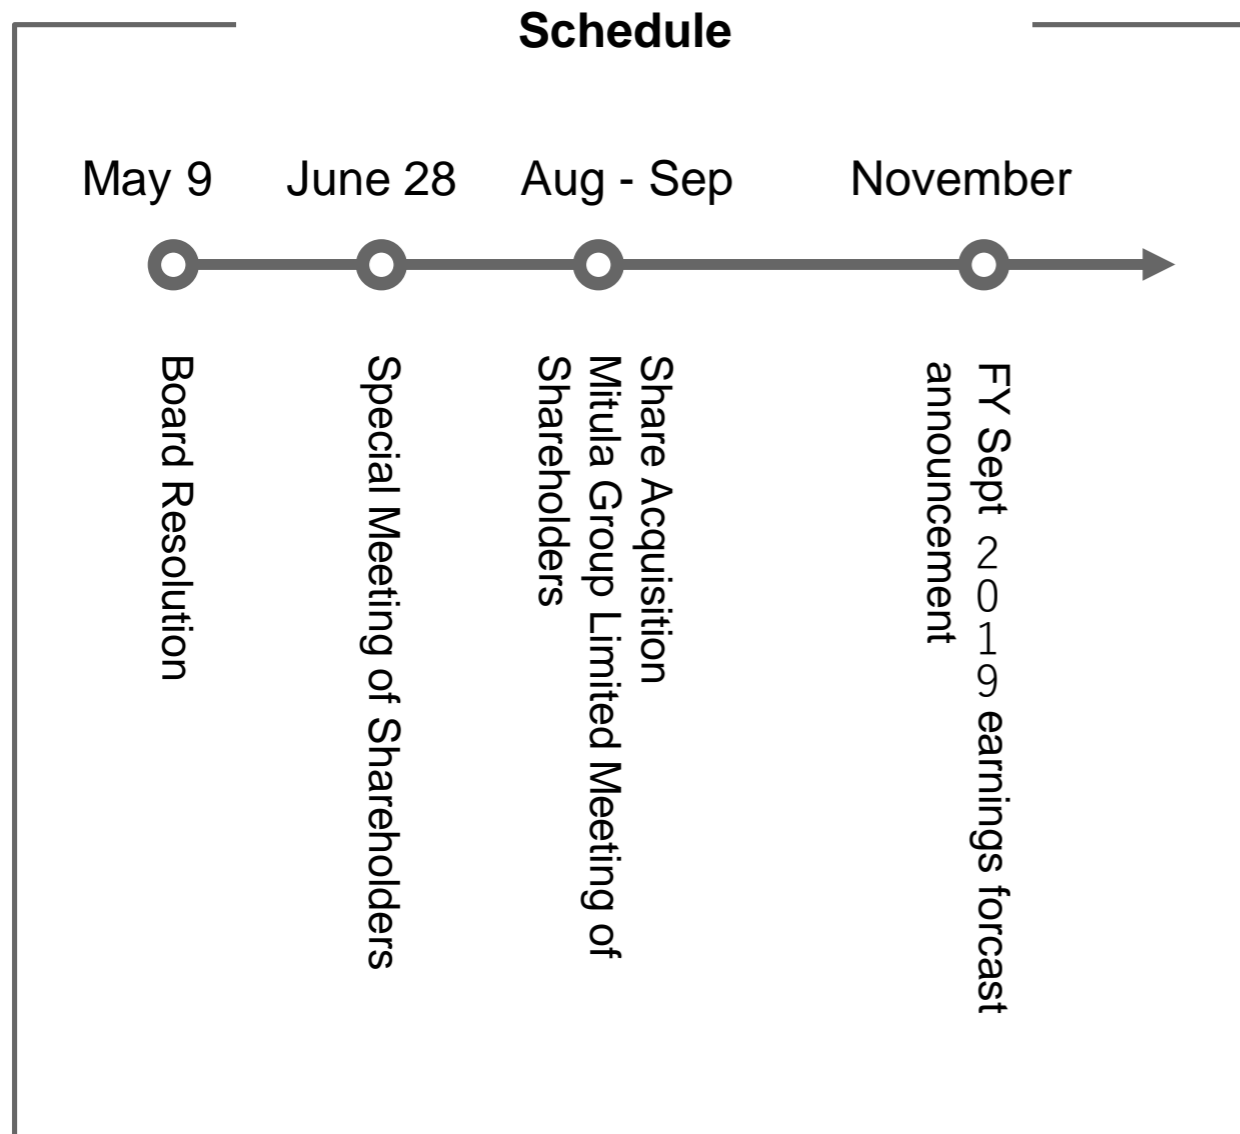 Schedule
May 9
June 28
Aug - Sep
November
Board Resolution
Special Meeting of Shareholders
Share Acquisition
Mitula Group Limited Meeting of
Shareholders
FY Sept 2019 earnings forcast
announcement